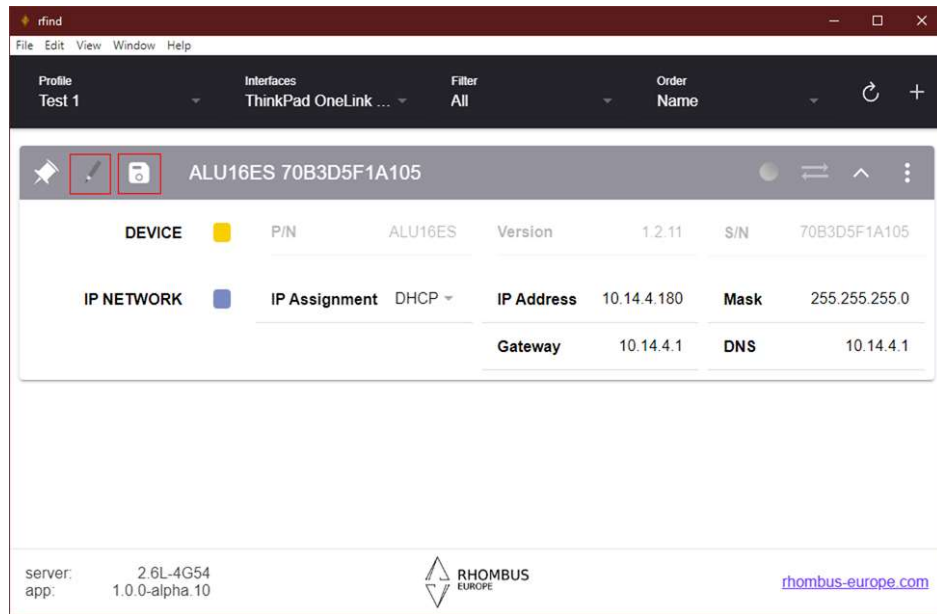 rfind
File Edit View Window Help
Profile Interfaces Filter Order
Test 1 ThinkPad OneLink ... All Name
ALU16ES 70B3D5F1A105
DEVICE P/N ALU16ES Version 1.2.11 S/N 70B3D5F1A105
IP NETWORK IP Assignment DHCP IP Address 10.14.4.180 Mask 255.255.255.0
Gateway 10.14.4.1 DNS 10.14.4.1
server: 2.6L-4G54
app: 1.0.0-alpha.10
RHOMBUS
EUROPE
rhombus-europe.com